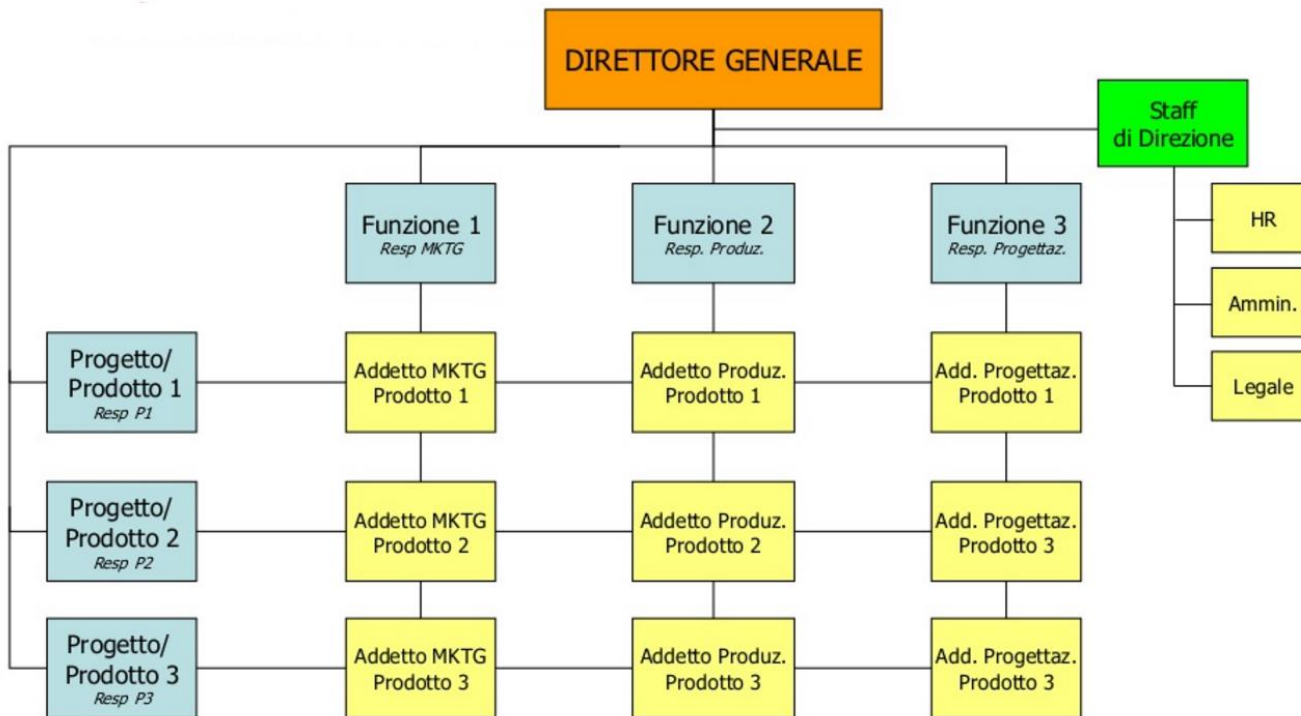 DIRETTORE GENERALE
Staff
di Direzione
HR
Ammin.
Legale
Funzione 1
Resp MKTG
Funzione 2
Resp. Produz.
Funzione 3
Resp. Progettaz.
Progetto/
Prodotto 1
Resp P1
Addetto MKTG
Prodotto 1
Addetto Produz.
Prodotto 1
Add. Progettaz.
Prodotto 1
Progetto/
Prodotto 2
Resp P2
Addetto MKTG
Prodotto 2
Addetto Produz.
Prodotto 2
Add. Progettaz.
Prodotto 3
Progetto/
Prodotto 3
Resp P3
Addetto MKTG
Prodotto 3
Addetto Produz.
Prodotto 3
Add. Progettaz.
Prodotto 3